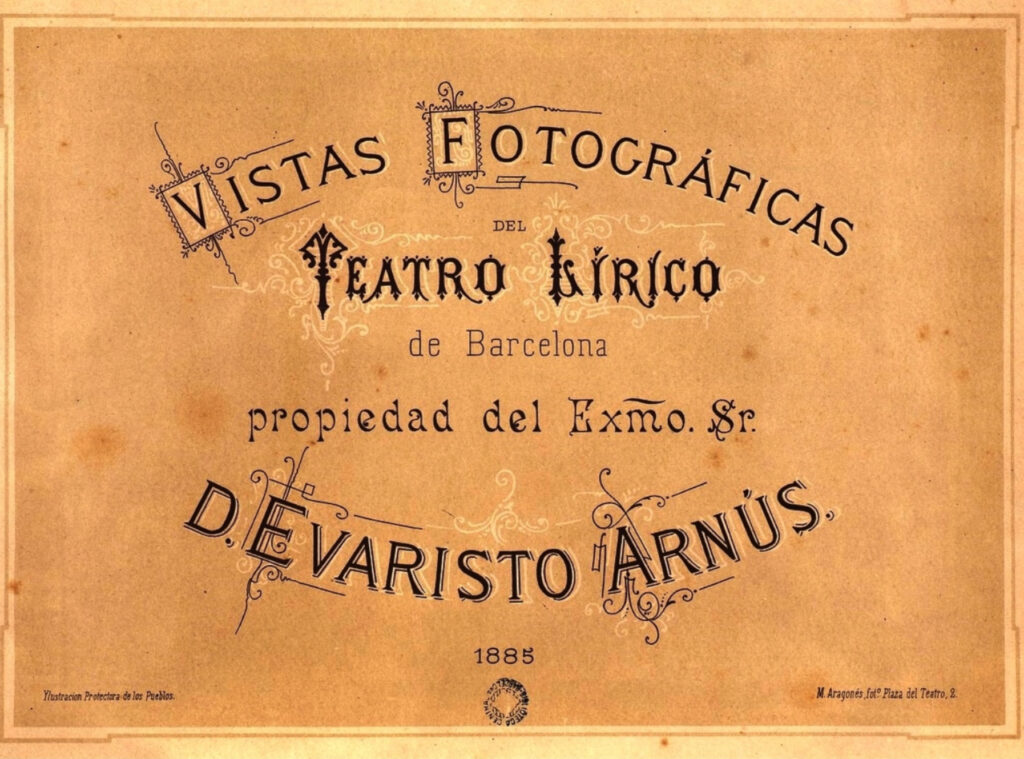 VISTAS FOTOGRÁFICAS
DEL
TEATRO LÍRICO
de Barcelona
propiedad del Exmo. Sr.
D. EVARISTO ARNÚS.
1885
Ylustracion Protectora de los Pueblos.
M. Aragonés, fotº Plaza del Teatro, 2.